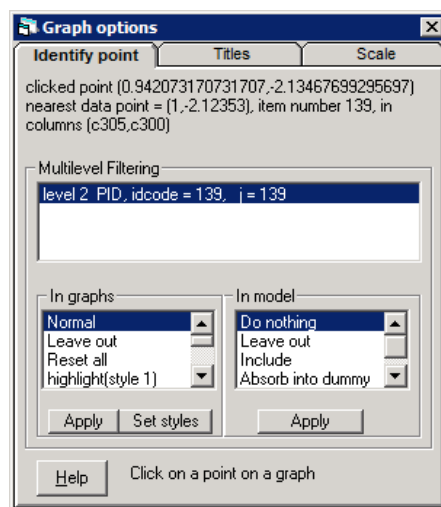 Graph options
Identify point
Titles
Scale
clicked point (0.942073170731707,-2.13467699295697)
nearest data point = (1,-2.12353), item number 139, in
columns (c305,c300)
Multilevel Filtering
level 2 PID, idcode = 139, j = 139
In graphs
Normal
Leave out
Reset all
highlight(style 1)
Apply
Set styles
In model
Do nothing
Leave out
Include
Absorb into dummy
Apply
Help
Click on a point on a graph